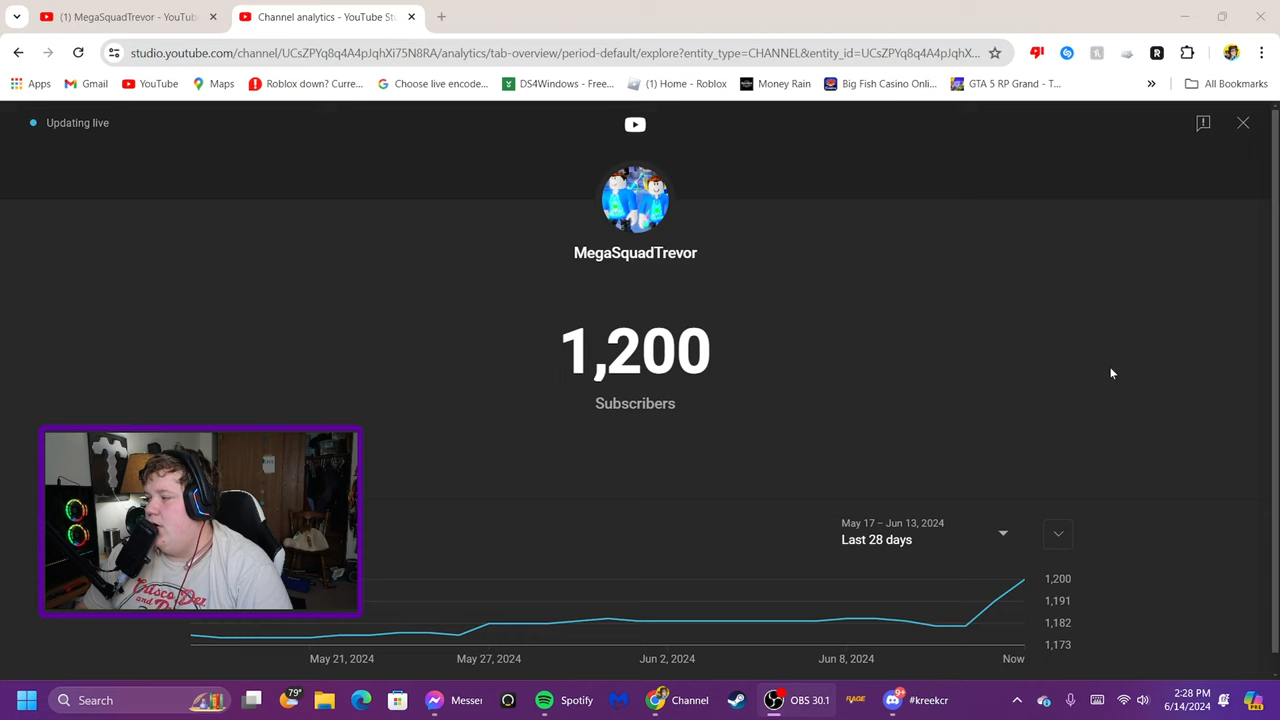 (1) MegaSquadTrevor - YouTub
Channel analytics - YouTube St
studio.youtube.com/channel/UCsZPYq8q4A4pJqhXi75N8RA/analytics/tab-overview/period-default/explore?entity_type=CHANNEL&entity_id=UCsZPYq8q4A4pJqhX...
Apps
Gmail
YouTube
Maps
Roblox down? Curre...
Choose live encode...
DS4Windows - Free...
(1) Home - Roblox
Money Rain
Big Fish Casino Onli...
GTA 5 RP Grand - T...
All Bookmarks
Updating live
MegaSquadTrevor
1,200
Subscribers
May 17 – Jun 13, 2024
Last 28 days
1,200
1,191
1,182
1,173
May 21, 2024
May 27, 2024
Jun 2, 2024
Jun 8, 2024
Now
Search
79°
Messe
Spotify
Channel
OBS 30.1
RAGE
9+
#kreekcr
2:28 PM
6/14/2024
PRE